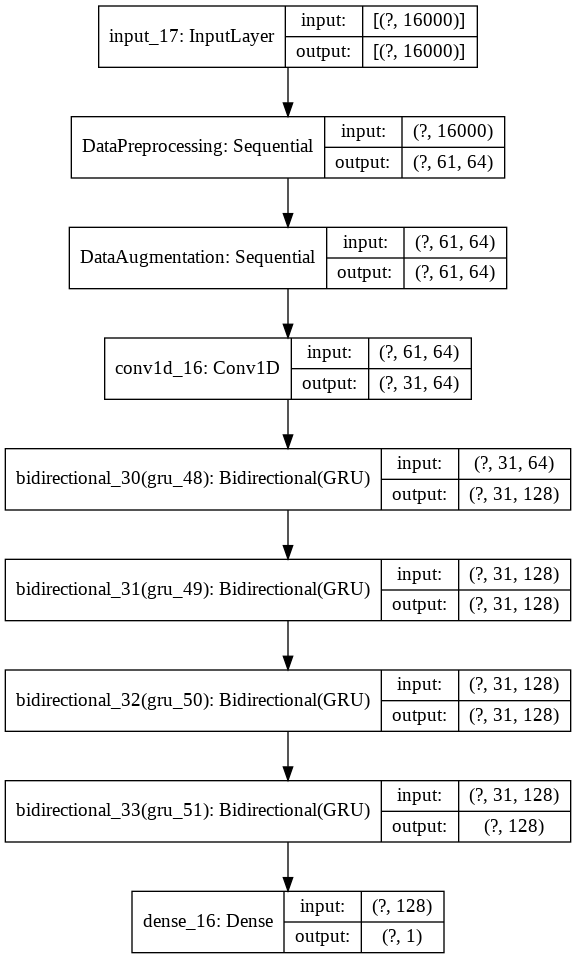 input_17: InputLayer
input: [(?, 16000)]
output: [(?, 16000)]
DataPreprocessing: Sequential
input: (?, 16000)
output: (?, 61, 64)
DataAugmentation: Sequential
input: (?, 61, 64)
output: (?, 61, 64)
conv1d_16: Conv1D
input: (?, 61, 64)
output: (?, 31, 64)
bidirectional_30(gru_48): Bidirectional(GRU)
input: (?, 31, 64)
output: (?, 31, 128)
bidirectional_31(gru_49): Bidirectional(GRU)
input: (?, 31, 128)
output: (?, 31, 128)
bidirectional_32(gru_50): Bidirectional(GRU)
input: (?, 31, 128)
output: (?, 31, 128)
bidirectional_33(gru_51): Bidirectional(GRU)
input: (?, 31, 128)
output: (?, 128)
dense_16: Dense
input: (?, 128)
output: (?, 1)